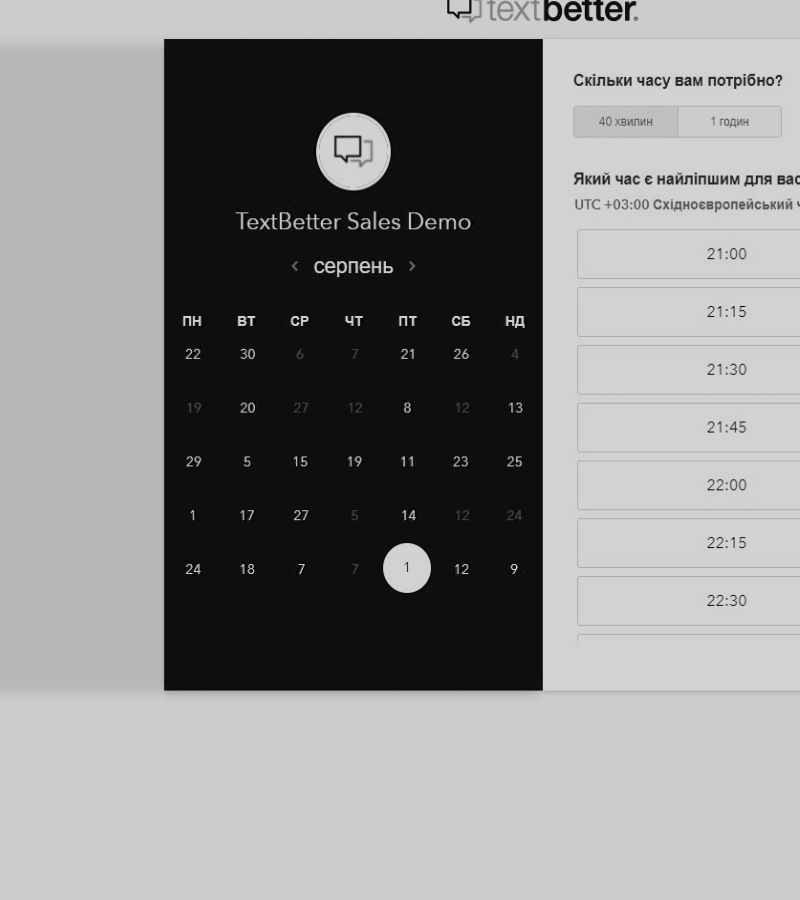 textbetter.
TextBetter Sales Demo
серпень
ПН ВТ СР ЧТ ПТ СБ НД
22 30 6 7 21 26 4
19 20 27 12 8 12 13
29 5 15 19 11 23 25
1 17 27 5 14 12 24
24 18 7 7 1 12 9
Скільки часу вам потрібно?
40 хвилин 1 годин
Який час є найліпшим для вас
UTC +03:00 Східноєвропейський
21:00
21:15
21:30
21:45
22:00
22:15
22:30